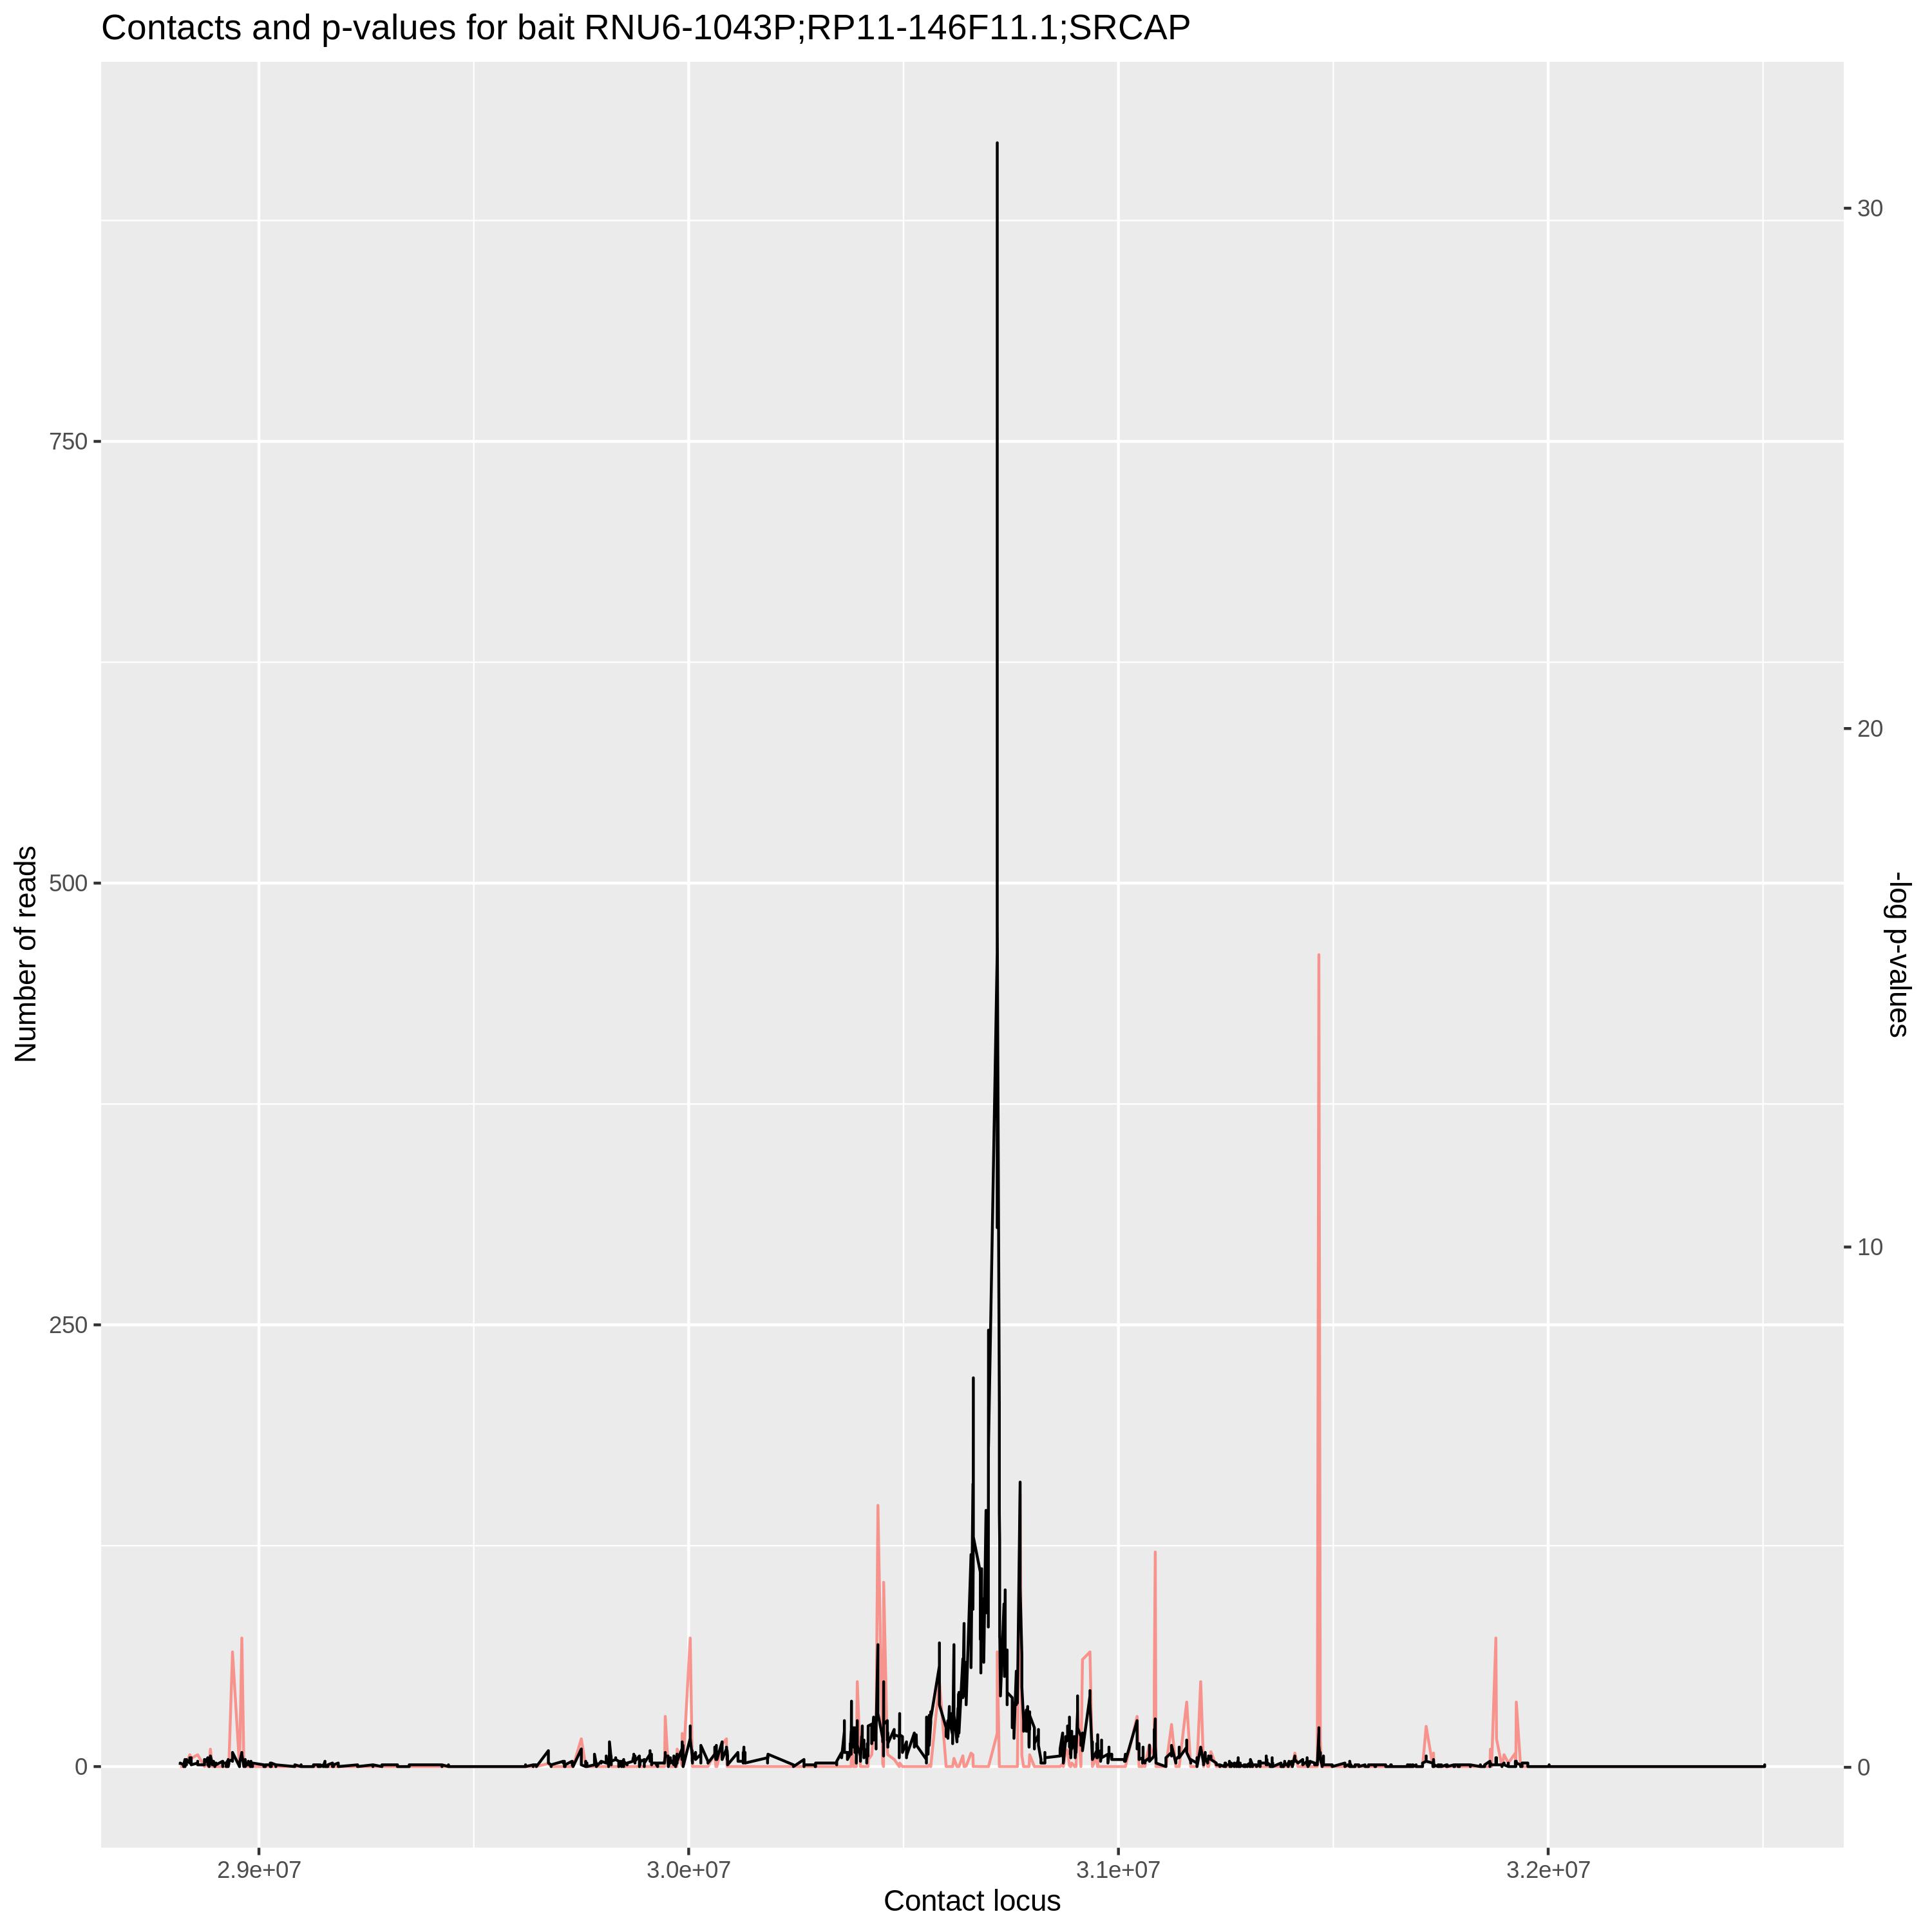 Contacts and p-values for bait RNU6-1043P;RP11-146F11.1;SRCAP
750
500
250
0
Number of reads
30
20
10
0
-log p-values
2.9e+07
3.0e+07
3.1e+07
3.2e+07
Contact locus